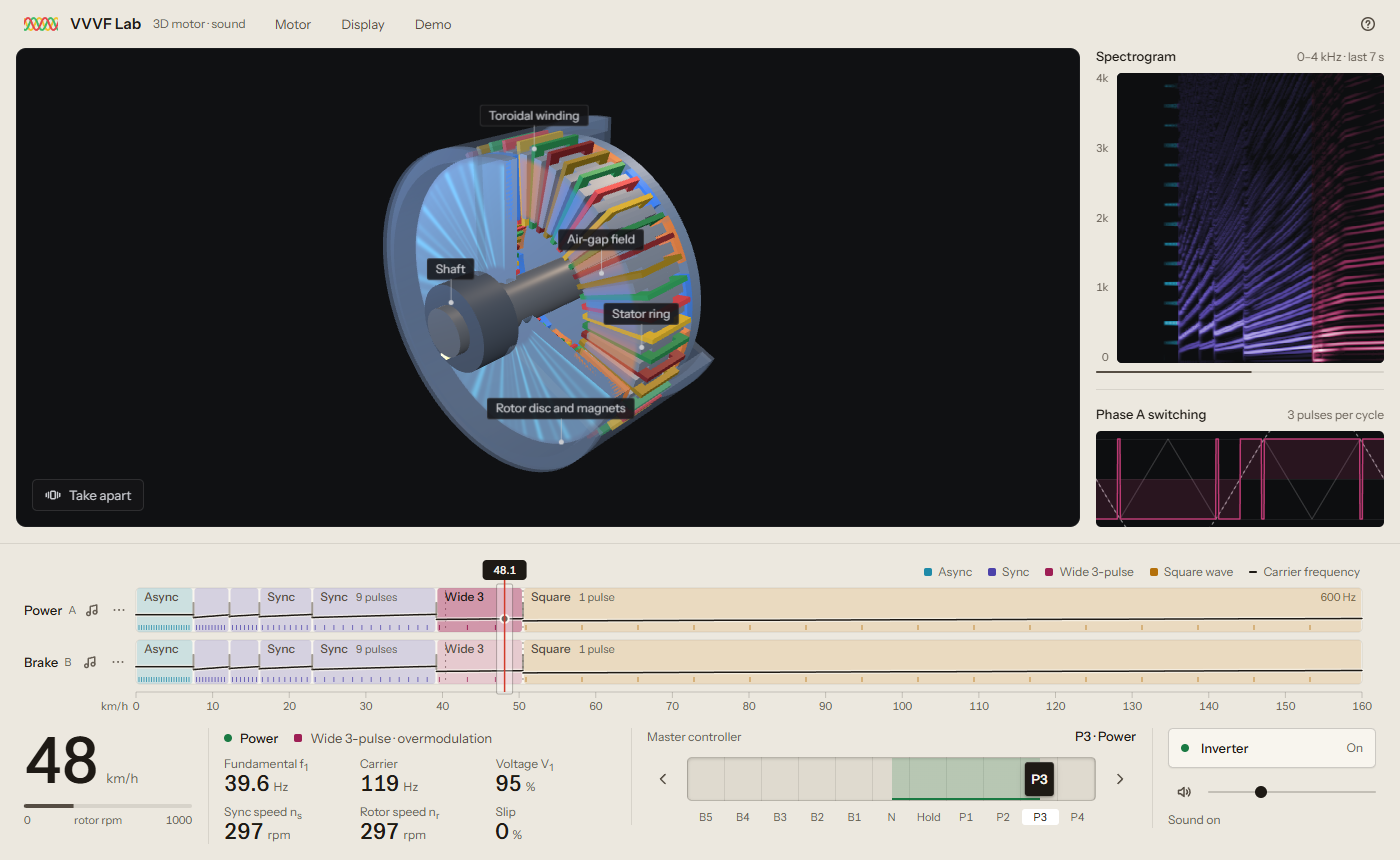 VVVF Lab 3D motor · sound Motor Display Demo
Toroidal winding
Air-gap field
Shaft
Stator ring
Rotor disc and magnets
Take apart
Spectrogram 0–4 kHz · last 7 s
4k
3k
2k
1k
0
Phase A switching 3 pulses per cycle
48.1
Async Sync Wide 3-pulse Square wave Carrier frequency
Power A Async Sync Sync 9 pulses Wide 3 Square 1 pulse 600 Hz
Brake B Async Sync Sync 9 pulses Wide 3 Square 1 pulse
km/h 0 10 20 30 40 50 60 70 80 90 100 110 120 130 140 150 160
48 km/h
0 rotor rpm 1000
Power Wide 3-pulse · overmodulation
Fundamental f1 Carrier Voltage V1
39.6 Hz 119 Hz 95 %
Sync speed ns Rotor speed nr Slip
297 rpm 297 rpm 0 %
Master controller P3 · Power
P3
B5 B4 B3 B2 B1 N Hold P1 P2 P3 P4
Inverter On
Sound on